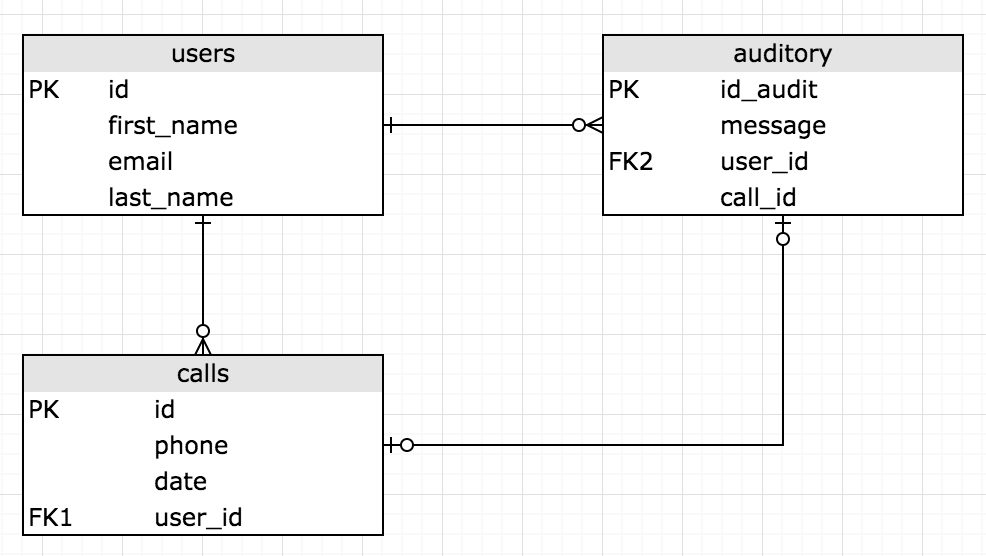 users
PK id
first_name
email
last_name
auditory
PK id_audit
message
FK2 user_id
call_id
calls
PK id
phone
date
FK1 user_id